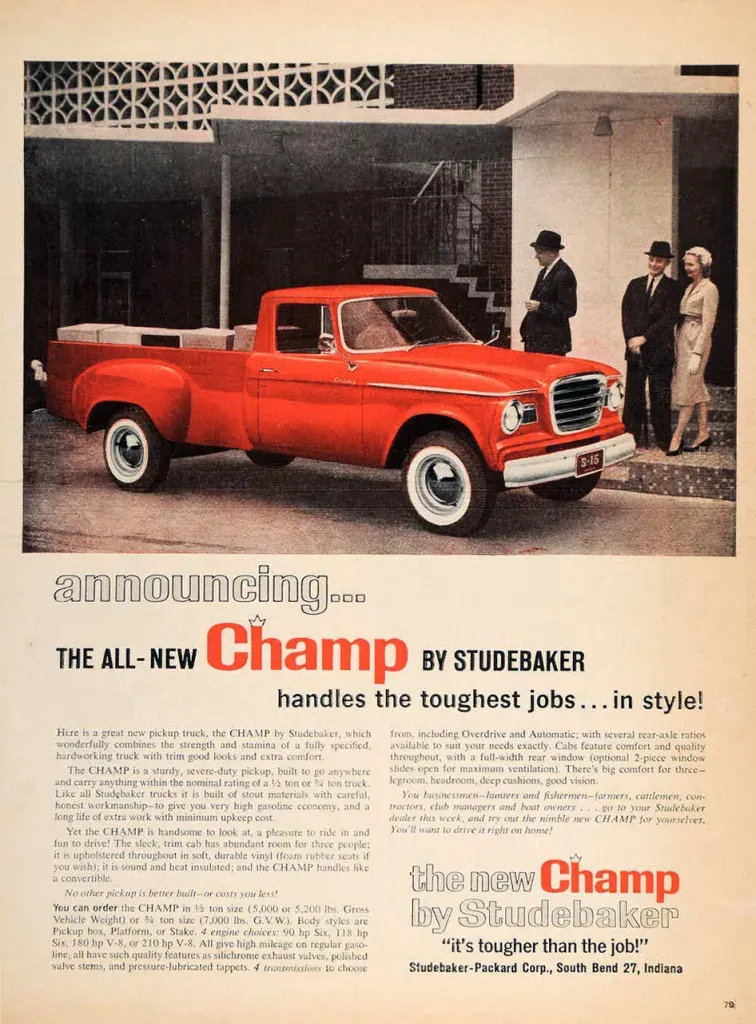 Champ
S-15
announcing...
THE ALL-NEW Champ BY STUDEBAKER
handles the toughest jobs...in style!
Here is a great new pickup truck, the CHAMP by Studebaker, which
wonderfully combines the strength and stamina of a fully specified,
hardworking truck with trim good looks and extra comfort.
The CHAMP is a sturdy, severe-duty pickup, built to go anywhere
and carry anything within the nominal rating of a ½ ton or ¾ ton truck.
Like all Studebaker trucks it is built of stout materials with careful,
honest workmanship—to give you very high gasoline economy, and a
long life of extra work with minimum upkeep cost.
Yet the CHAMP is handsome to look at, a pleasure to ride in and
fun to drive! The sleek, trim cab has abundant room for three people;
it is upholstered throughout in soft, durable vinyl (foam rubber seats if
you wish); it is sound and heat insulated; and the CHAMP handles like
a convertible.
No other pickup is better built—or costs you less!
You can order the CHAMP in ½ ton size (5,000 or 5,200 lbs. Gross
Vehicle Weight) or ¾ ton size (7,000 lbs. G.V.W.). Body styles are
Pickup box, Platform, or Stake. 4 engine choices: 90 hp Six, 118 hp
Six, 180 hp V-8, or 210 hp V-8. All give high mileage on regular gaso-
line, all have such quality features as silichrome exhaust valves, polished
valve stems, and pressure-lubricated tappets. 4 transmissions to choose
from, including Overdrive and Automatic; with several rear-axle ratios
available to suit your needs exactly. Cabs feature comfort and quality
throughout, with a full-width rear window (optional 2-piece window
slides open for maximum ventilation). There's big comfort for three—
legroom, headroom, deep cushions, good vision.
You businessmen—hunters and fishermen—farmers, cattlemen, con-
tractors, club managers and boat owners . . . go to your Studebaker
dealer this week, and try out the nimble new CHAMP for yourselves.
You'll want to drive it right on home!
the new Champ
by Studebaker
"it's tougher than the job!"
Studebaker-Packard Corp., South Bend 27, Indiana
79